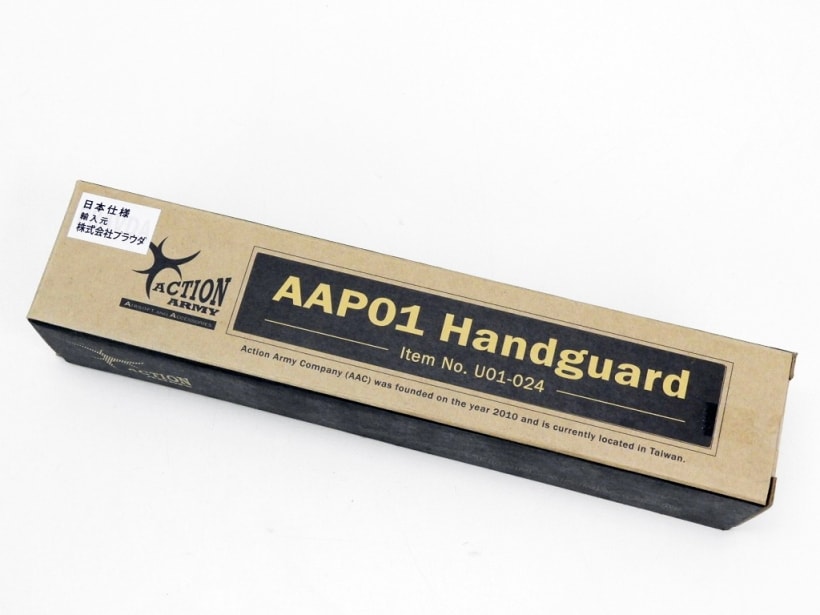 日本仕様
輸入元
株式会社プラウダ
ACTION
ARMY
AIRSOFT AND ACCESSORIES
AAP01 Handguard
Item No. U01-024
Action Army Company (AAC) was founded on the year 2010 and is currently located in Taiwan.
ACTION